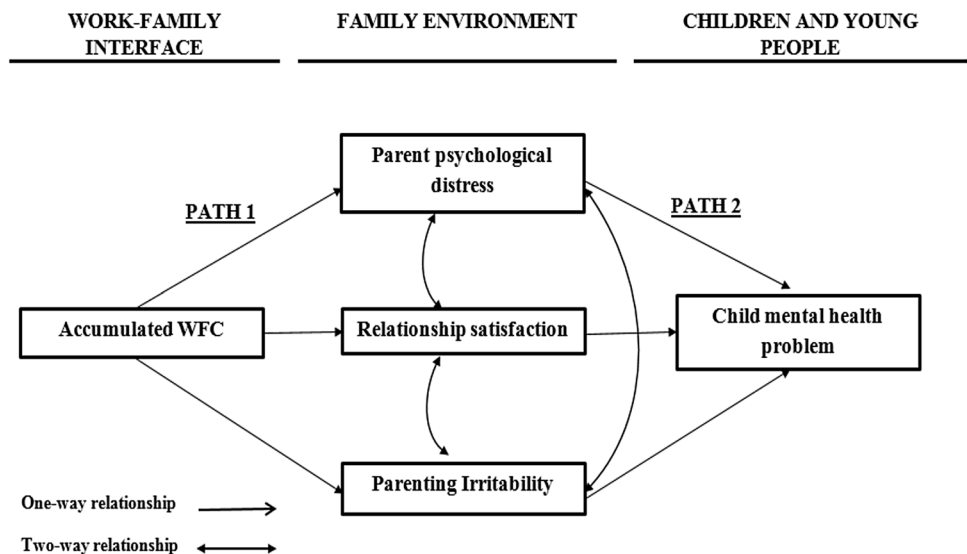 WORK-FAMILY
INTERFACE
FAMILY ENVIRONMENT
CHILDREN AND YOUNG
PEOPLE
Parent psychological
distress
PATH 1
PATH 2
Accumulated WFC
Relationship satisfaction
Child mental health
problem
Parenting Irritability
One-way relationship
Two-way relationship